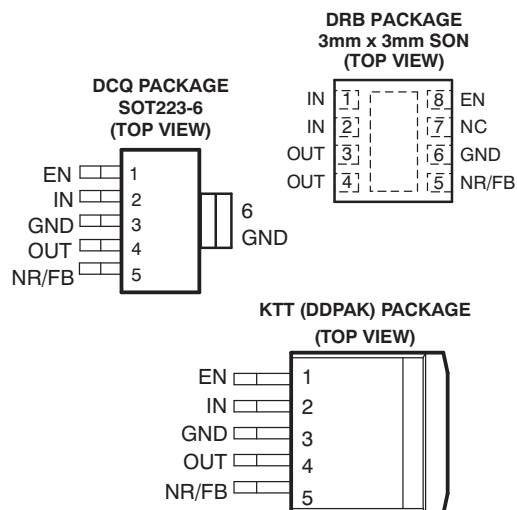 DRB PACKAGE
3mm x 3mm SON
(TOP VIEW)
IN 1 8 EN
IN 2 7 NC
OUT 3 6 GND
OUT 4 5 NR/FB
DCQ PACKAGE
SOT223-6
(TOP VIEW)
EN 1
IN 2
GND 3
OUT 4
NR/FB 5
6
GND
KTT (DDPAK) PACKAGE
(TOP VIEW)
EN 1
IN 2
GND 3
OUT 4
NR/FB 5